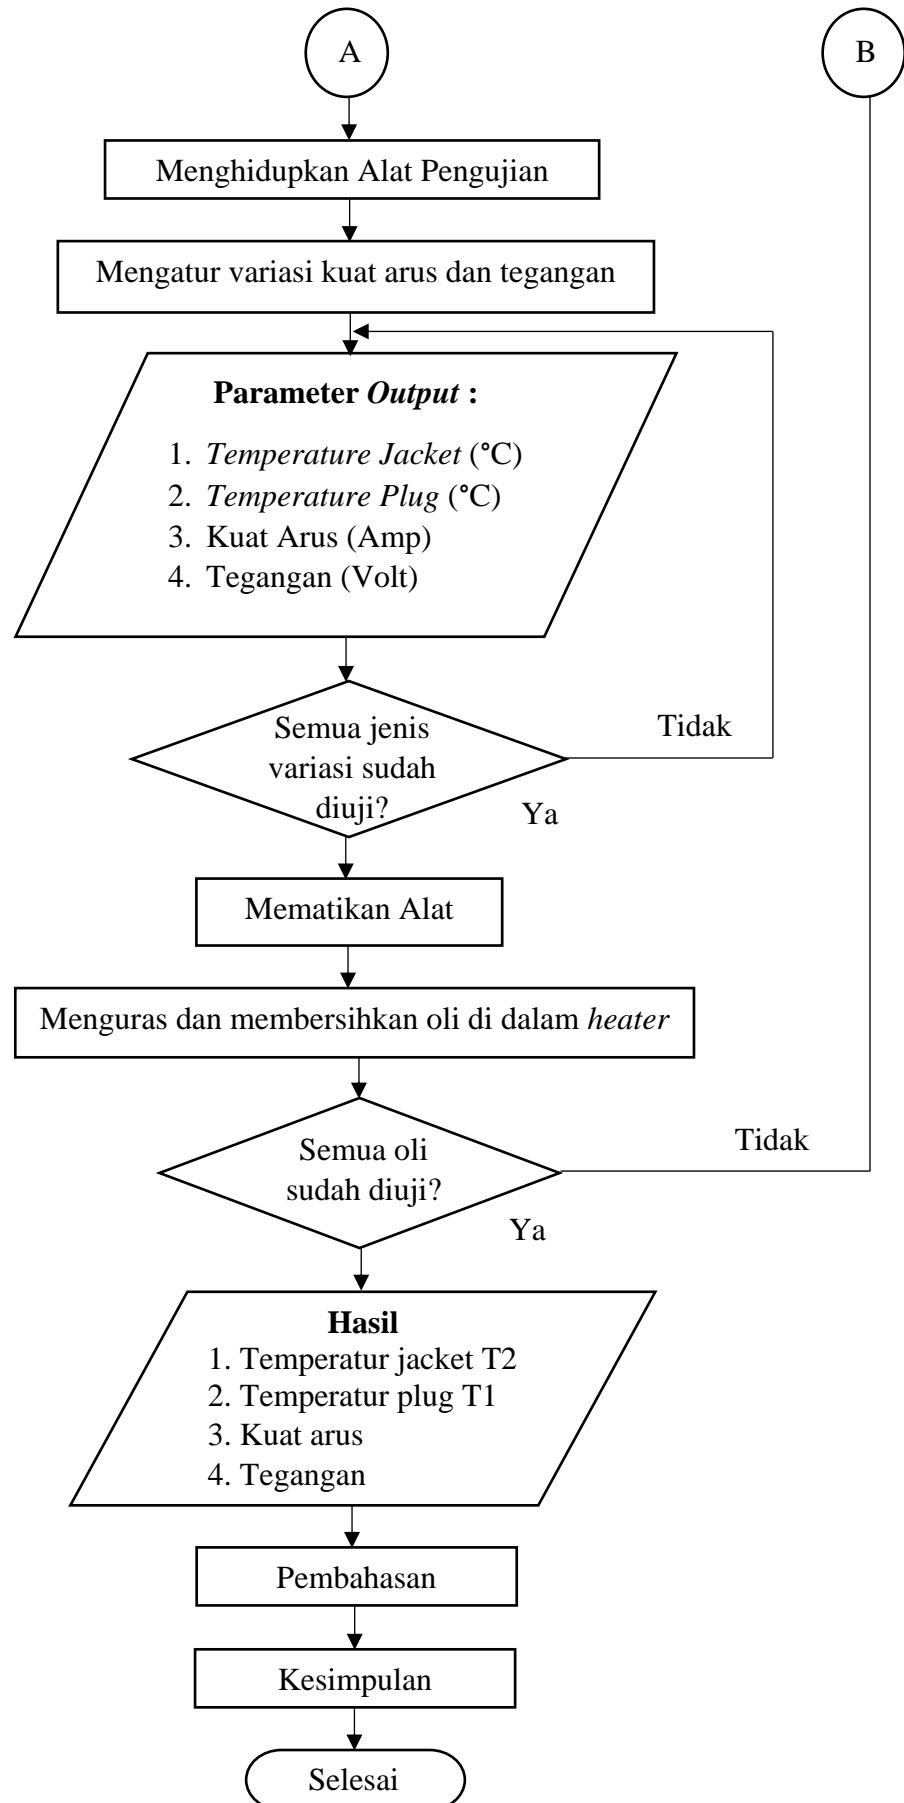 A
B
Menghidupkan Alat Pengujian
Mengatur variasi kuat arus dan tegangan
Parameter Output :
1. Temperature Jacket (°C)
2. Temperature Plug (°C)
3. Kuat Arus (Amp)
4. Tegangan (Volt)
Semua jenis
variasi sudah
diuji?
Tidak
Ya
Mematikan Alat
Menguras dan membersihkan oli di dalam heater
Semua oli
sudah diuji?
Tidak
Ya
Hasil
1. Temperatur jacket T2
2. Temperatur plug T1
3. Kuat arus
4. Tegangan
Pembahasan
Kesimpulan
Selesai